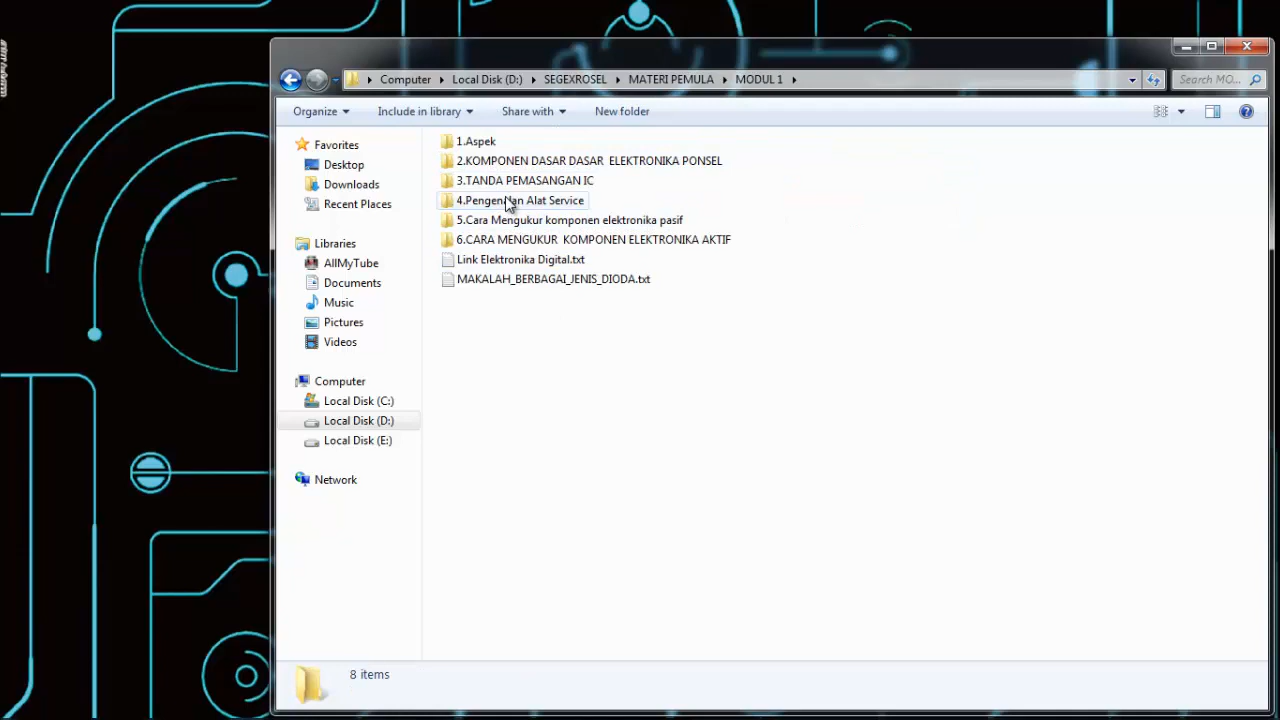 Computer Local Disk (D:) SEGEXROSEL MATERI PEMULA MODUL 1
Search MO...
Organize Include in library Share with New folder
Favorites
Desktop
Downloads
Recent Places
Libraries
AllMyTube
Documents
Music
Pictures
Videos
Computer
Local Disk (C:)
Local Disk (D:)
Local Disk (E:)
Network
1.Aspek
2.KOMPONEN DASAR DASAR ELEKTRONIKA PONSEL
3.TANDA PEMASANGAN IC
4.Pengenalan Alat Service
5.Cara Mengukur komponen elektronika pasif
6.CARA MENGUKUR KOMPONEN ELEKTRONIKA AKTIF
Link Elektronika Digital.txt
MAKALAH_BERBAGAI_JENIS_DIODA.txt
8 items